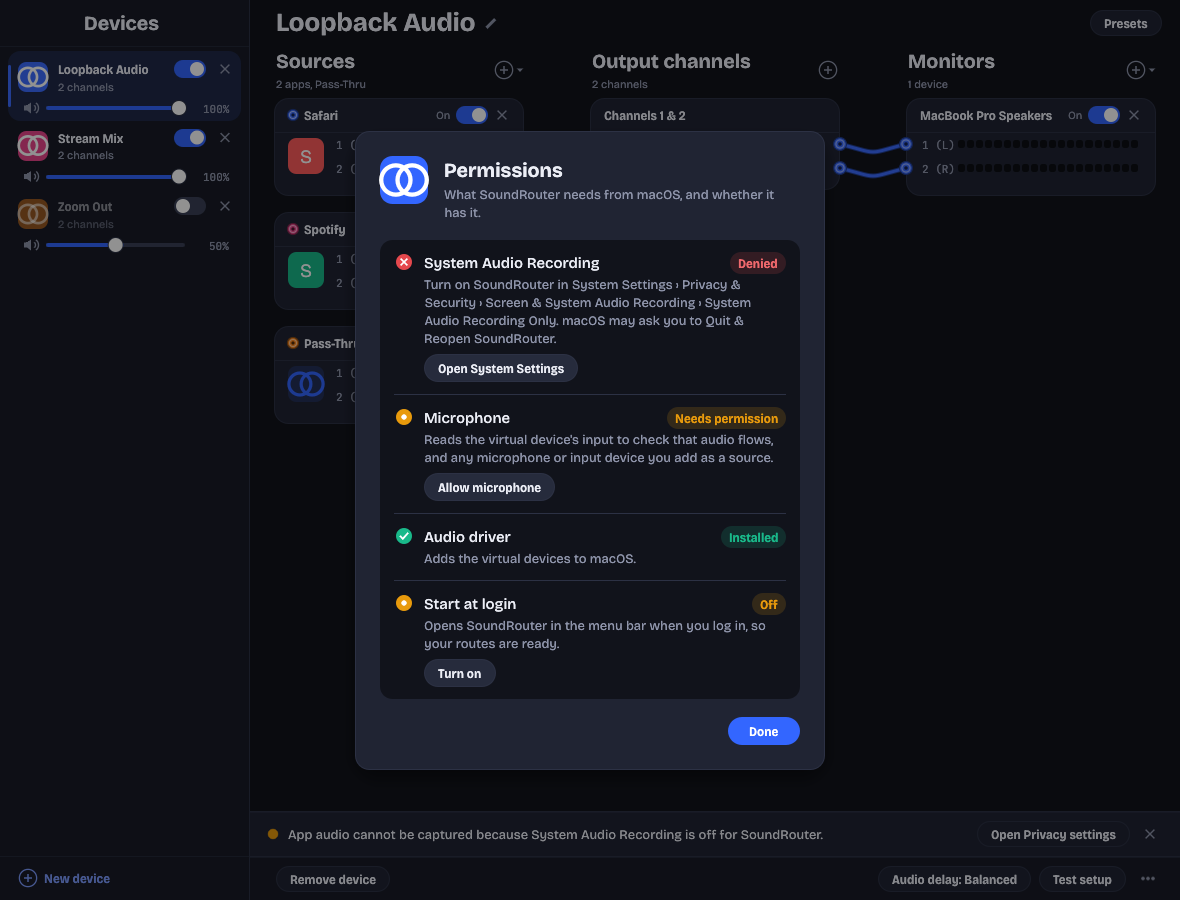 Devices
Loopback Audio
2 channels
100%
Stream Mix
2 channels
100%
Zoom Out
2 channels
50%
New device
Loopback Audio
Presets
Sources
2 apps, Pass-Thru
Output channels
2 channels
Monitors
1 device
Safari
On
S
1 (
2 (
Channels 1 & 2
MacBook Pro Speakers
On
1 (L)
2 (R)
Spotify
S
1 (
2 (
Pass-Thru
1 (
2 (
Permissions
What SoundRouter needs from macOS, and whether it
has it.
System Audio Recording
Denied
Turn on SoundRouter in System Settings › Privacy &
Security › Screen & System Audio Recording › System
Audio Recording Only. macOS may ask you to Quit &
Reopen SoundRouter.
Open System Settings
Microphone
Needs permission
Reads the virtual device's input to check that audio flows,
and any microphone or input device you add as a source.
Allow microphone
Audio driver
Installed
Adds the virtual devices to macOS.
Start at login
Off
Opens SoundRouter in the menu bar when you log in, so
your routes are ready.
Turn on
Done
App audio cannot be captured because System Audio Recording is off for SoundRouter.
Open Privacy settings
Remove device
Audio delay: Balanced
Test setup